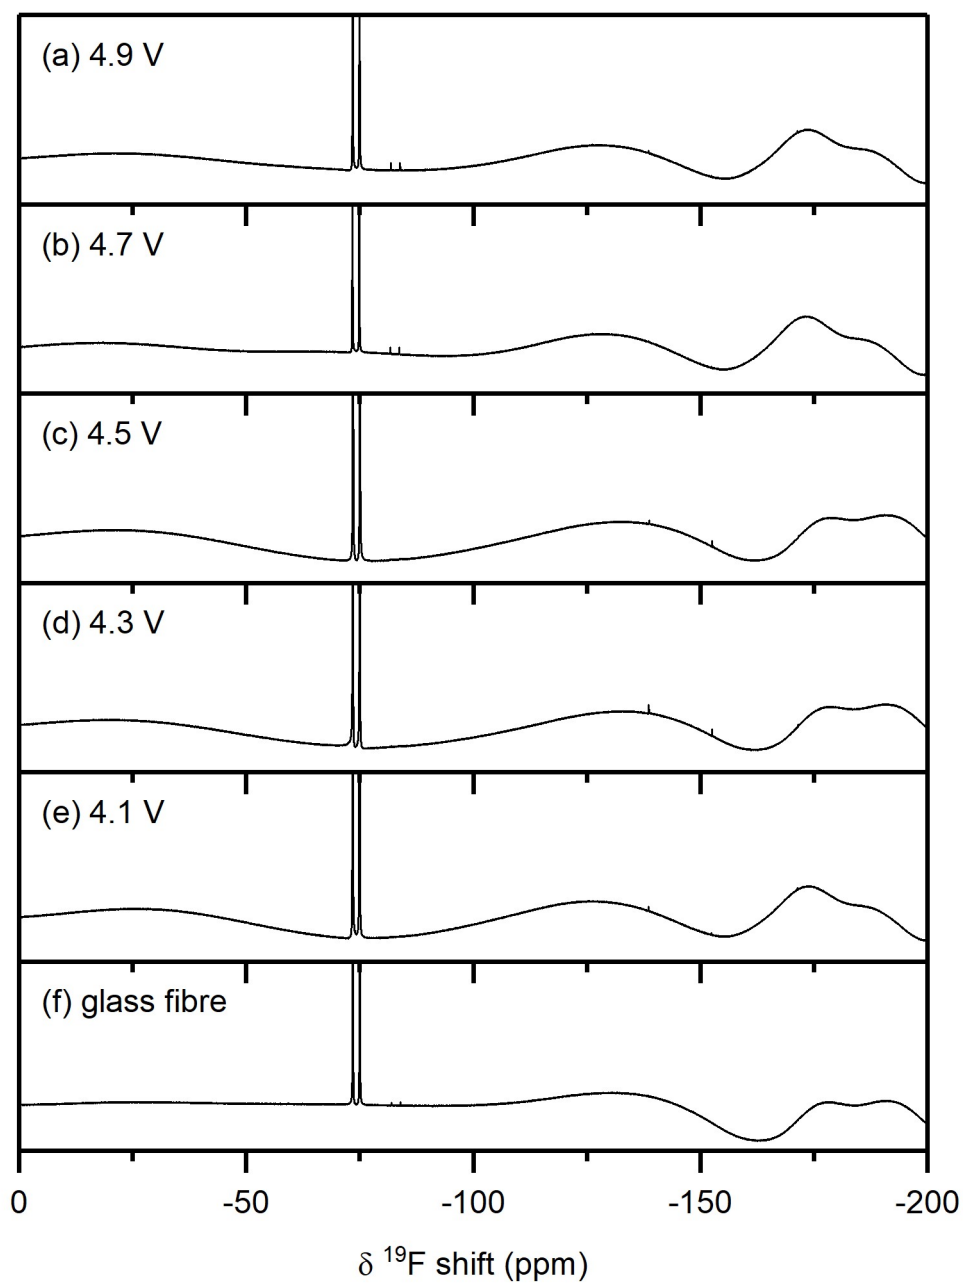 (a) 4.9 V
(b) 4.7 V
(c) 4.5 V
(d) 4.3 V
(e) 4.1 V
(f) glass fibre
0 -50 -100 -150 -200
δ ¹⁹F shift (ppm)